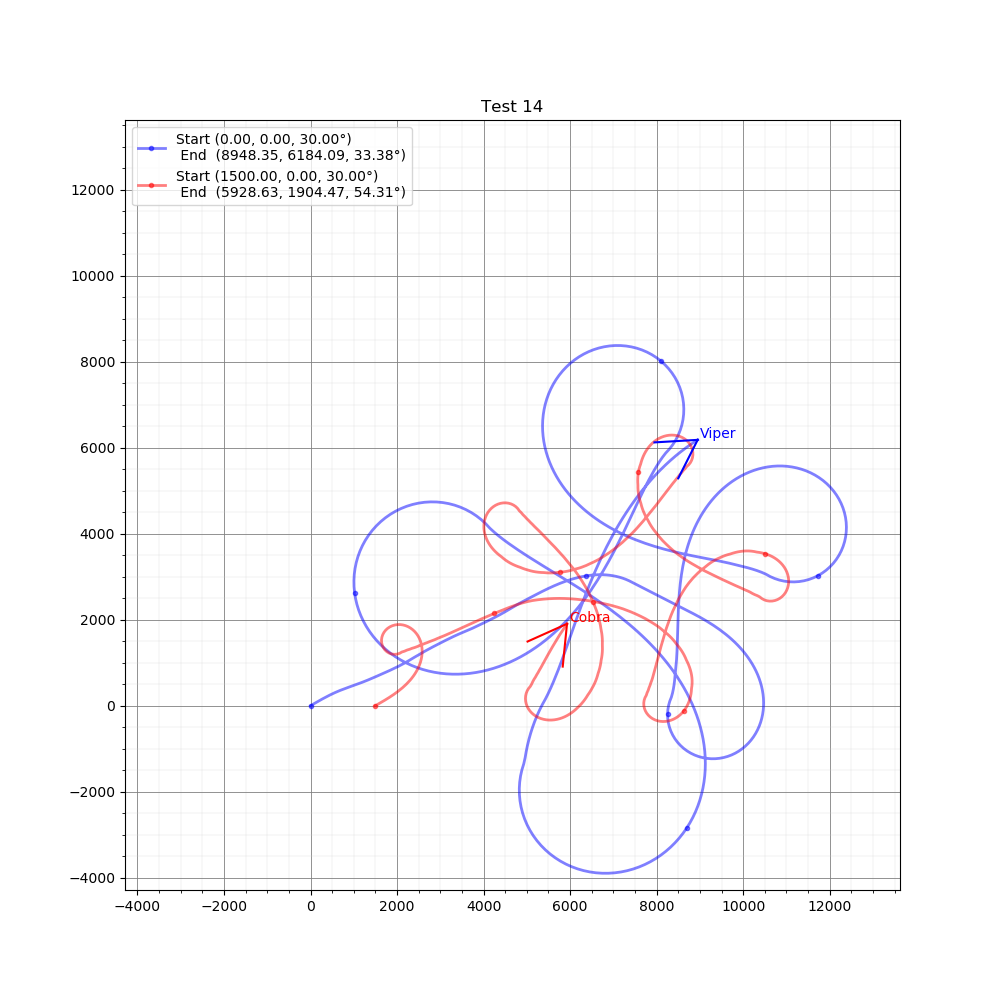 Test 14
Start (0.00, 0.00, 30.00°)
End (8948.35, 6184.09, 33.38°)
Start (1500.00, 0.00, 30.00°)
End (5928.63, 1904.47, 54.31°)
12000
10000
8000
6000
4000
2000
0
−2000
−4000
Viper
Cobra
−4000 −2000 0 2000 4000 6000 8000 10000 12000